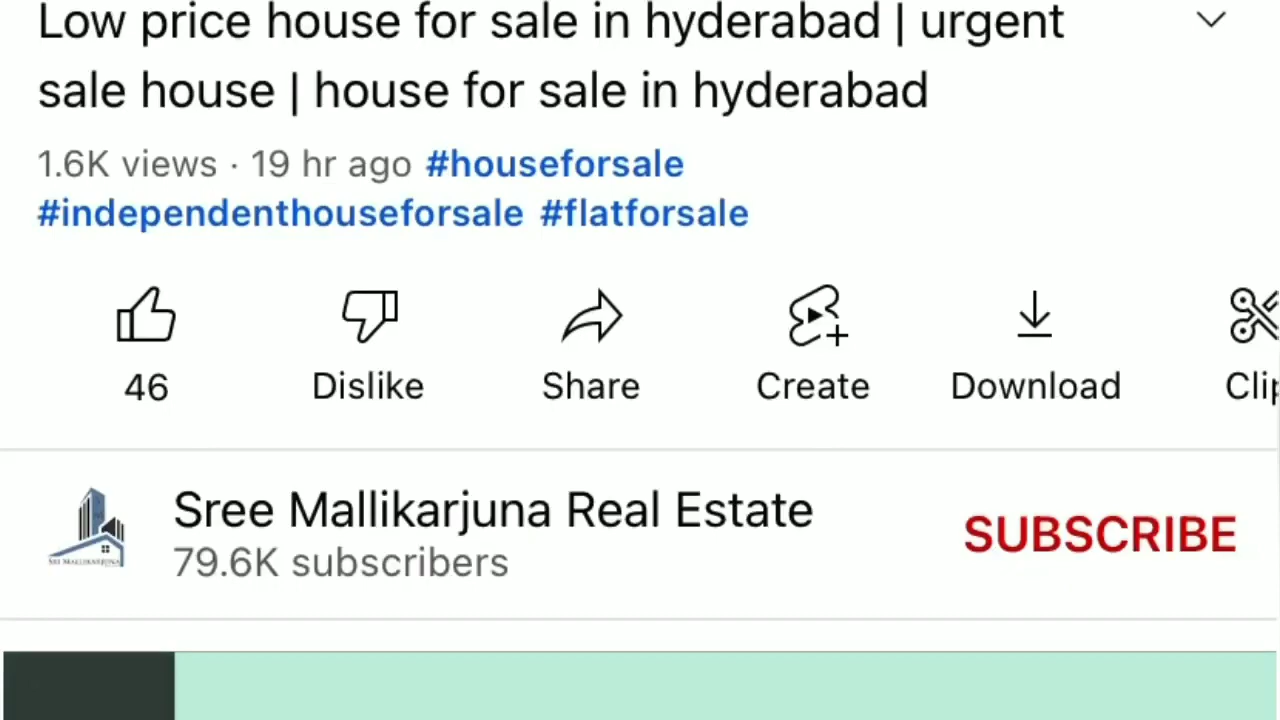 Low price house for sale in hyderabad | urgent
sale house | house for sale in hyderabad
1.6K views · 19 hr ago #houseforsale
#independenthouseforsale #flatforsale
46 Dislike Share Create Download
Sree Mallikarjuna Real Estate
79.6K subscribers
SUBSCRIBE